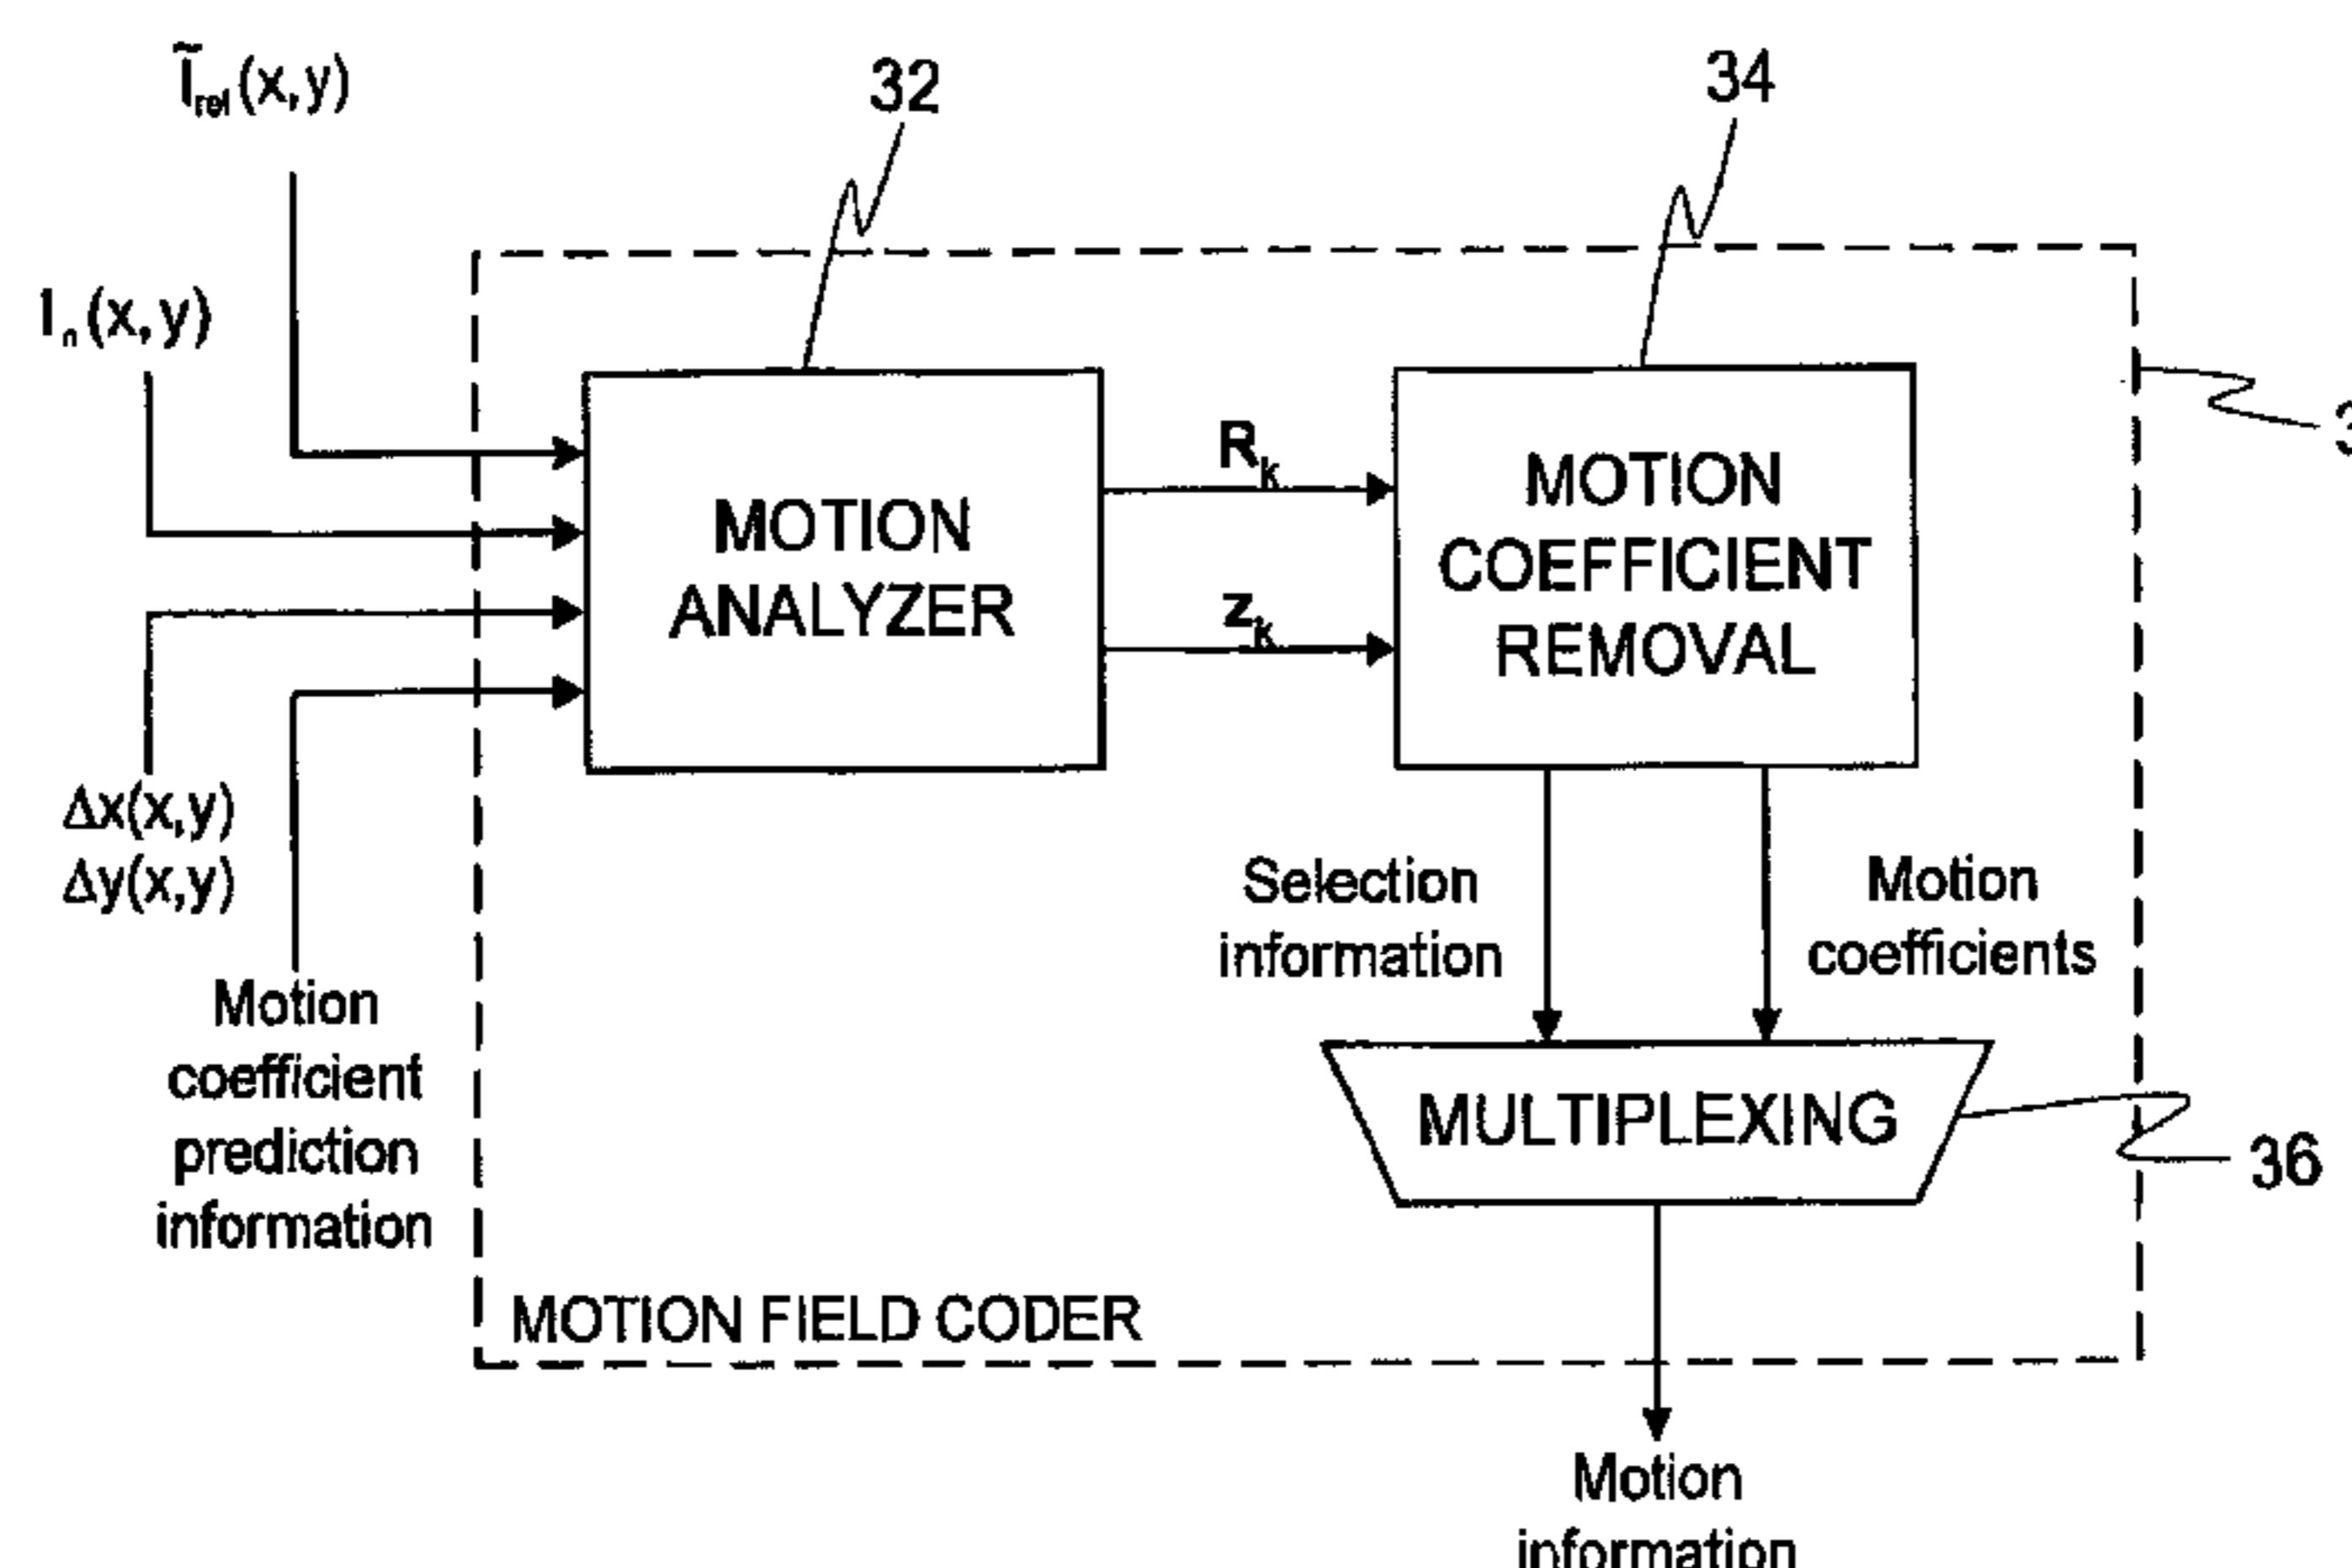 Ĩref(x,y)
32
34
In(x,y)
MOTION
ANALYZER
Rk
zk
MOTION
COEFFICIENT
REMOVAL
Δx(x,y)
Δy(x,y)
Selection
information
Motion
coefficients
Motion
coefficient
prediction
information
MULTIPLEXING
36
MOTION FIELD CODER
Motion
information